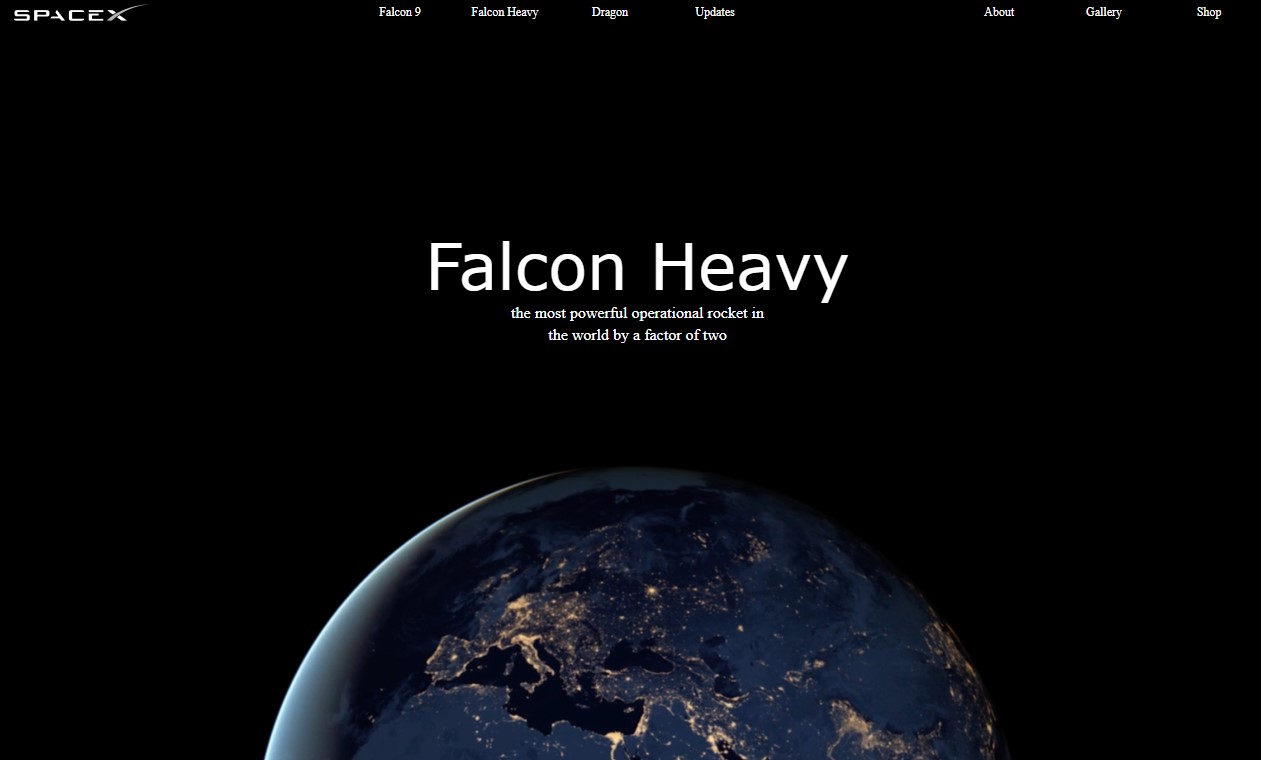 SPACEX Falcon 9 Falcon Heavy Dragon Updates About Gallery Shop
Falcon Heavy
the most powerful operational rocket in
the world by a factor of two